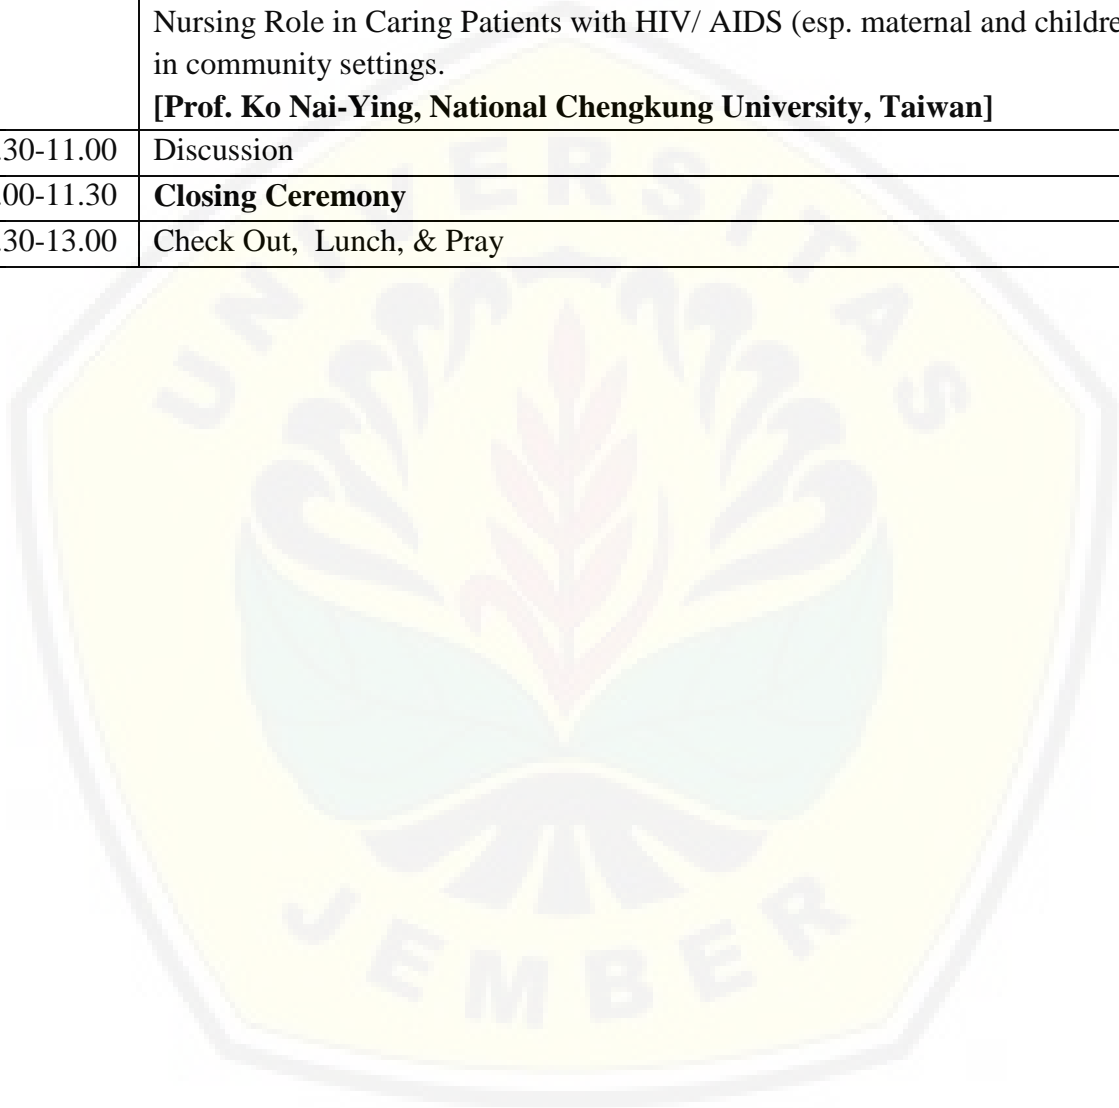 Nursing Role in Caring Patients with HIV/ AIDS (esp. maternal and childre
in community settings.
[Prof. Ko Nai-Ying, National Chengkung University, Taiwan]
.30-11.00 Discussion
.00-11.30 Closing Ceremony
.30-13.00 Check Out, Lunch, & Pray
UNIVERSITAS
JEMBER